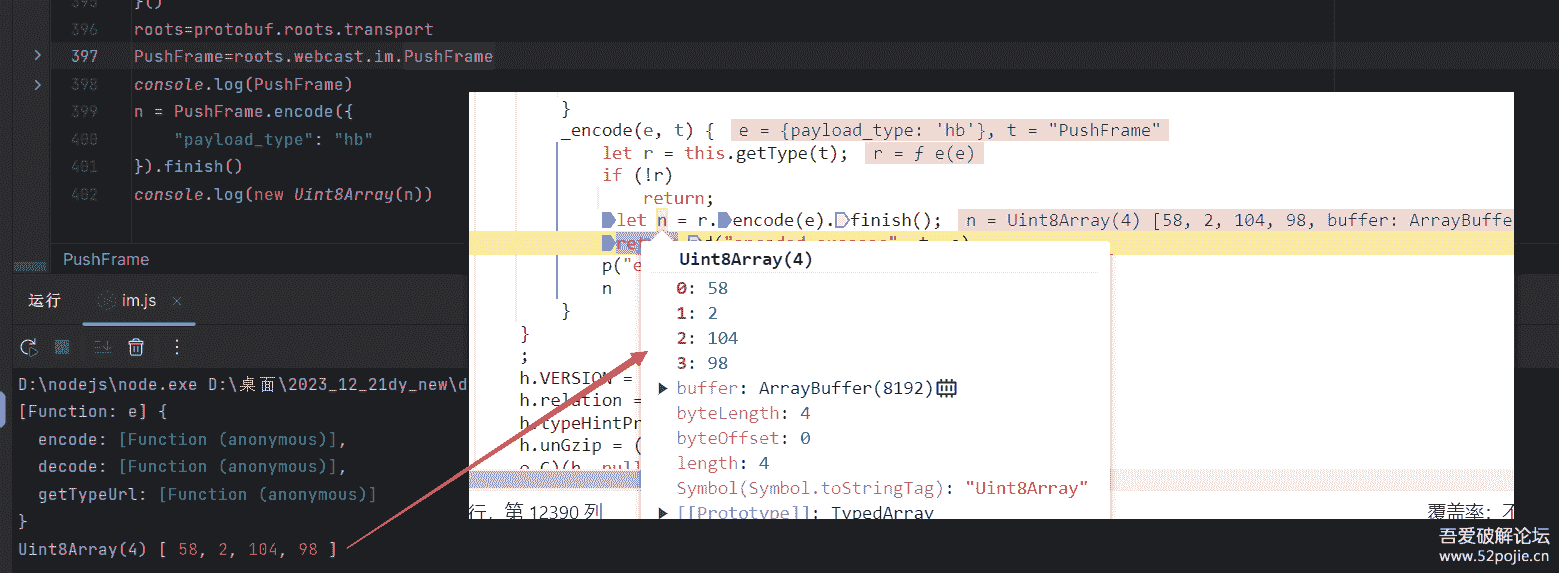 395 }()
396 roots=protobuf.roots.transport
397 PushFrame=roots.webcast.im.PushFrame
398 console.log(PushFrame)
399 n = PushFrame.encode({
400 "payload_type": "hb"
401 }).finish()
402 console.log(new Uint8Array(n))
PushFrame
运行 im.js ×
D:\nodejs\node.exe D:\桌面\2023_12_21dy_new\d
[Function: e] {
encode: [Function (anonymous)],
decode: [Function (anonymous)],
getTypeUrl: [Function (anonymous)]
}
Uint8Array(4) [ 58, 2, 104, 98 ]
}
_encode(e, t) { e = {payload_type: 'hb'}, t = "PushFrame"
let r = this.getType(t); r = ƒ e(e)
if (!r)
return;
let n = r.encode(e).finish(); n = Uint8Array(4) [58, 2, 104, 98, buffer: ArrayBuffe
p("e
n
}
}
;
h.VERSION =
h.relation =
h.typeHintPr
h.unGzip = (
Uint8Array(4)
0: 58
1: 2
2: 104
3: 98
buffer: ArrayBuffer(8192)
byteLength: 4
byteOffset: 0
length: 4
Symbol(Symbol.toStringTag): "Uint8Array"
[[Prototype]]: TypedArray
行，第 12390 列
覆盖率：不
吾爱破解论坛
www.52pojie.cn